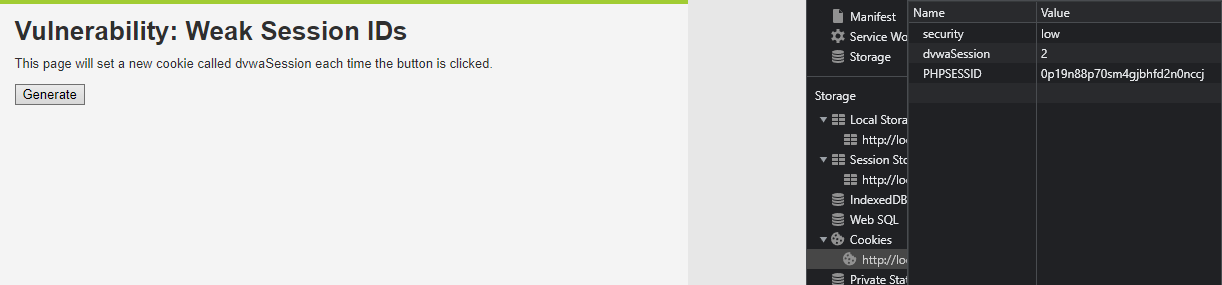 Vulnerability: Weak Session IDs
This page will set a new cookie called dvwaSession each time the button is clicked.
Generate
Manifest
Service Wo
Storage
Storage
Local Stora
http://lo
Session Sto
http://lo
IndexedDB
Web SQL
Cookies
http://lo
Private Stat
Name Value
security low
dvwaSession 2
PHPSESSID 0p19n88p70sm4gjbhfd2n0nccj